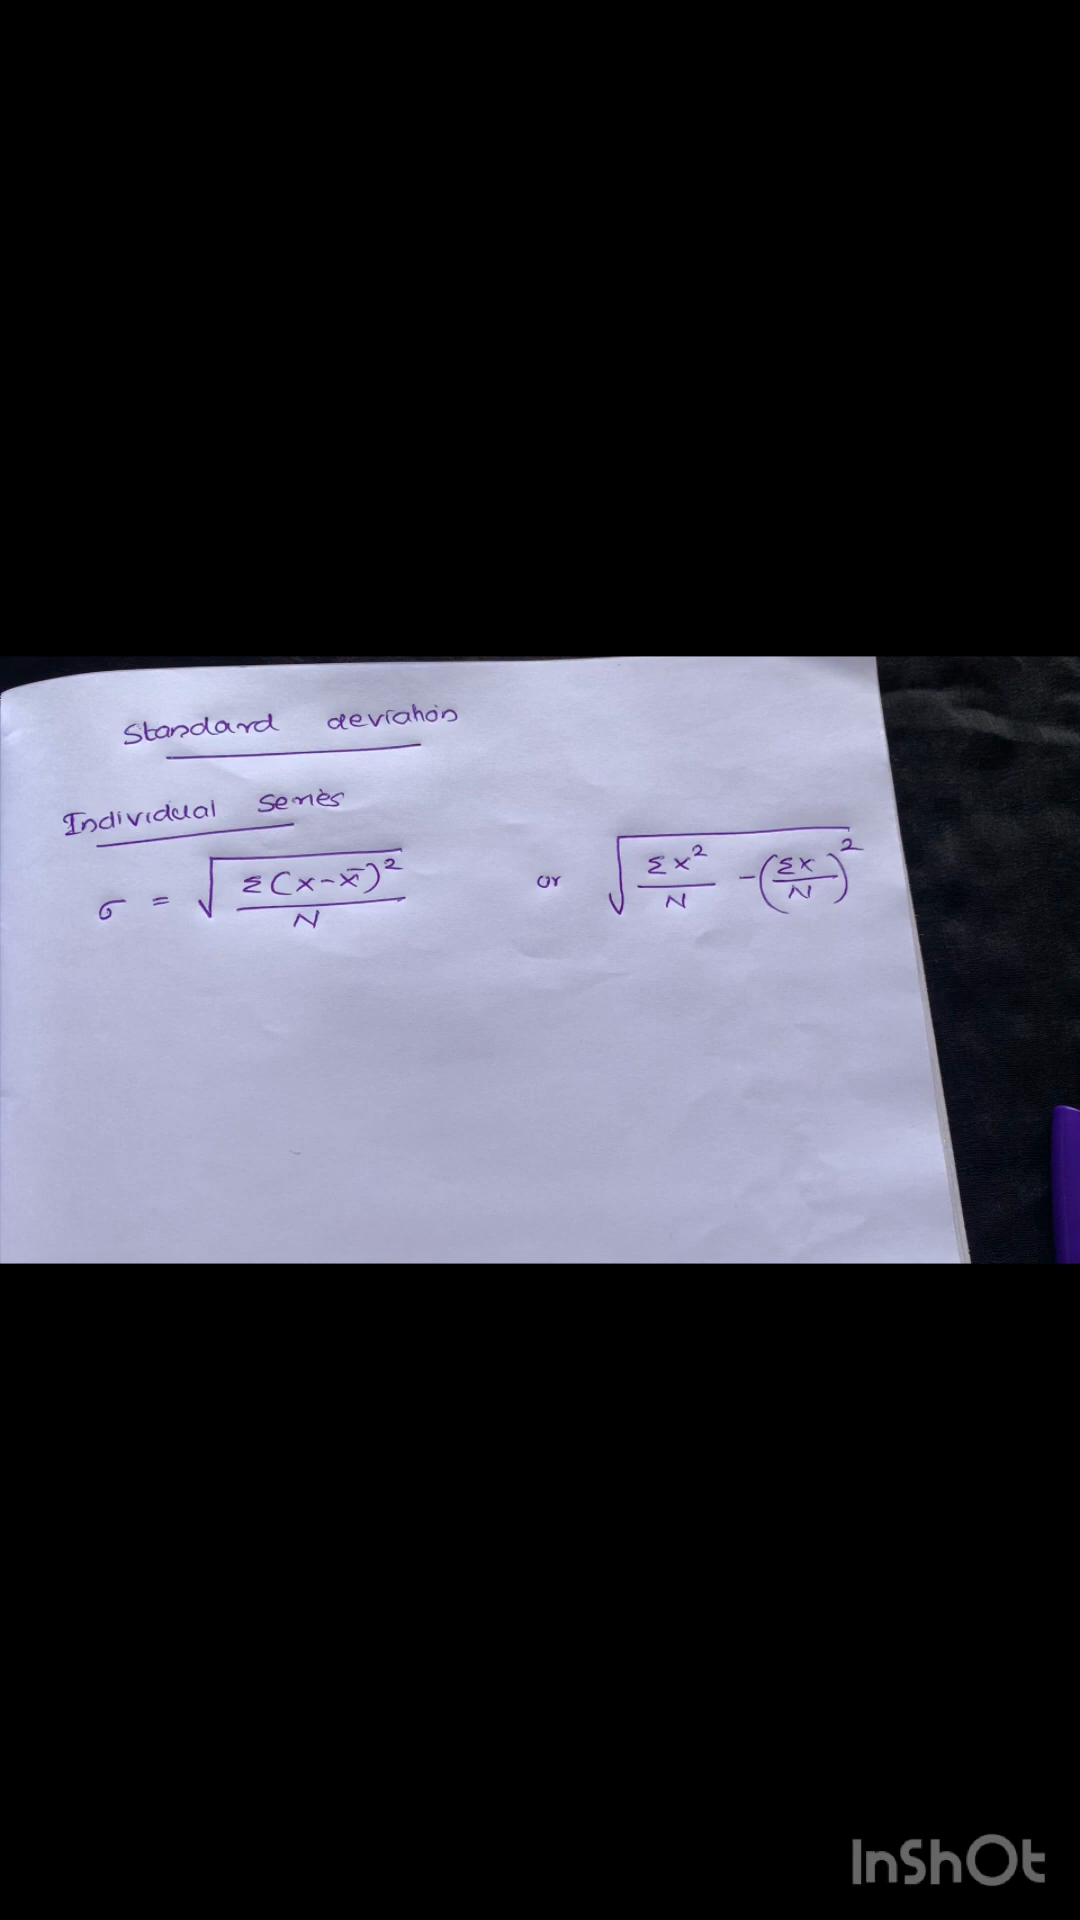 Standard deviation
Individual series
σ = √(Σ(x-x̄)²/N) or √(Σx²/N - (Σx/N)²)
InShOt